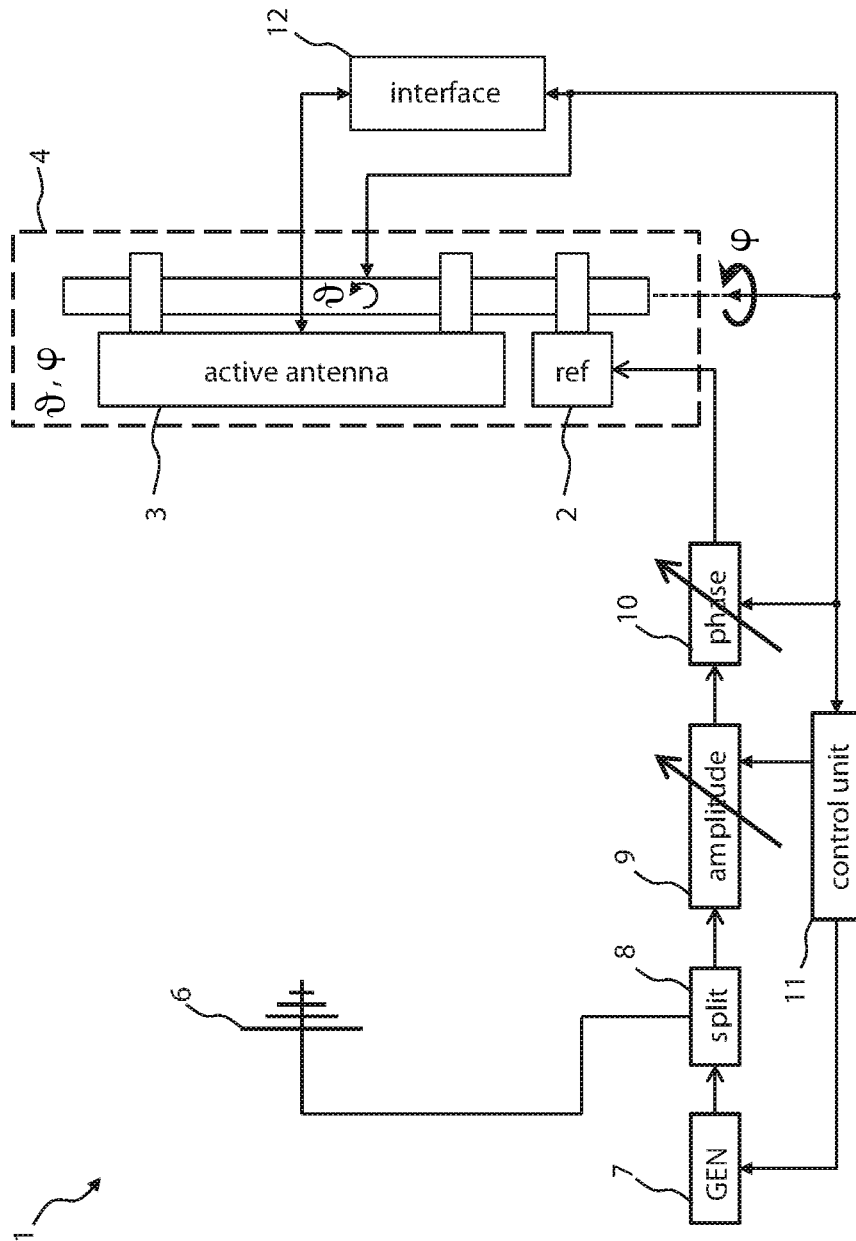 1
6
7
GEN
8
split
9
amplitude
10
phase
11
control unit
ϑ, φ
4
3
active antenna
ϑ
2
ref
φ
12
interface